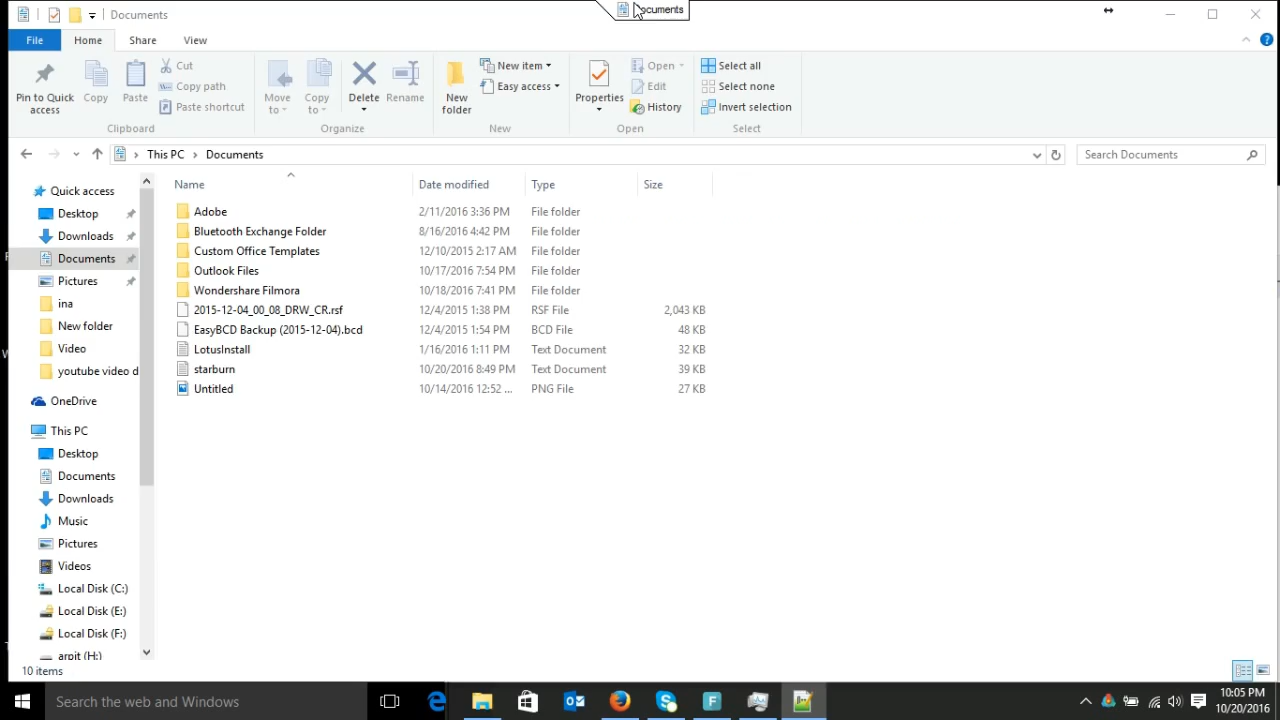 Documents
Documents
File
Home
Share
View
Pin to Quick access
Copy
Paste
Cut
Copy path
Paste shortcut
Clipboard
Move to
Copy to
Delete
Rename
Organize
New folder
New item
Easy access
New
Properties
Open
Edit
History
Open
Select all
Select none
Invert selection
Select
This PC
Documents
Search Documents
Name
Date modified
Type
Size
Quick access
Desktop
Downloads
Documents
Pictures
ina
New folder
Video
youtube video d
OneDrive
This PC
Desktop
Documents
Downloads
Music
Pictures
Videos
Local Disk (C:)
Local Disk (E:)
Local Disk (F:)
arpit (H:)
Adobe 2/11/2016 3:36 PM File folder
Bluetooth Exchange Folder 8/16/2016 4:42 PM File folder
Custom Office Templates 12/10/2015 2:17 AM File folder
Outlook Files 10/17/2016 7:54 PM File folder
Wondershare Filmora 10/18/2016 7:41 PM File folder
2015-12-04_00_08_DRW_CR.rsf 12/4/2015 1:38 PM RSF File 2,043 KB
EasyBCD Backup (2015-12-04).bcd 12/4/2015 1:54 PM BCD File 48 KB
LotusInstall 1/16/2016 1:11 PM Text Document 32 KB
starburn 10/20/2016 8:49 PM Text Document 39 KB
Untitled 10/14/2016 12:52 ... PNG File 27 KB
10 items
Search the web and Windows
10:05 PM
10/20/2016